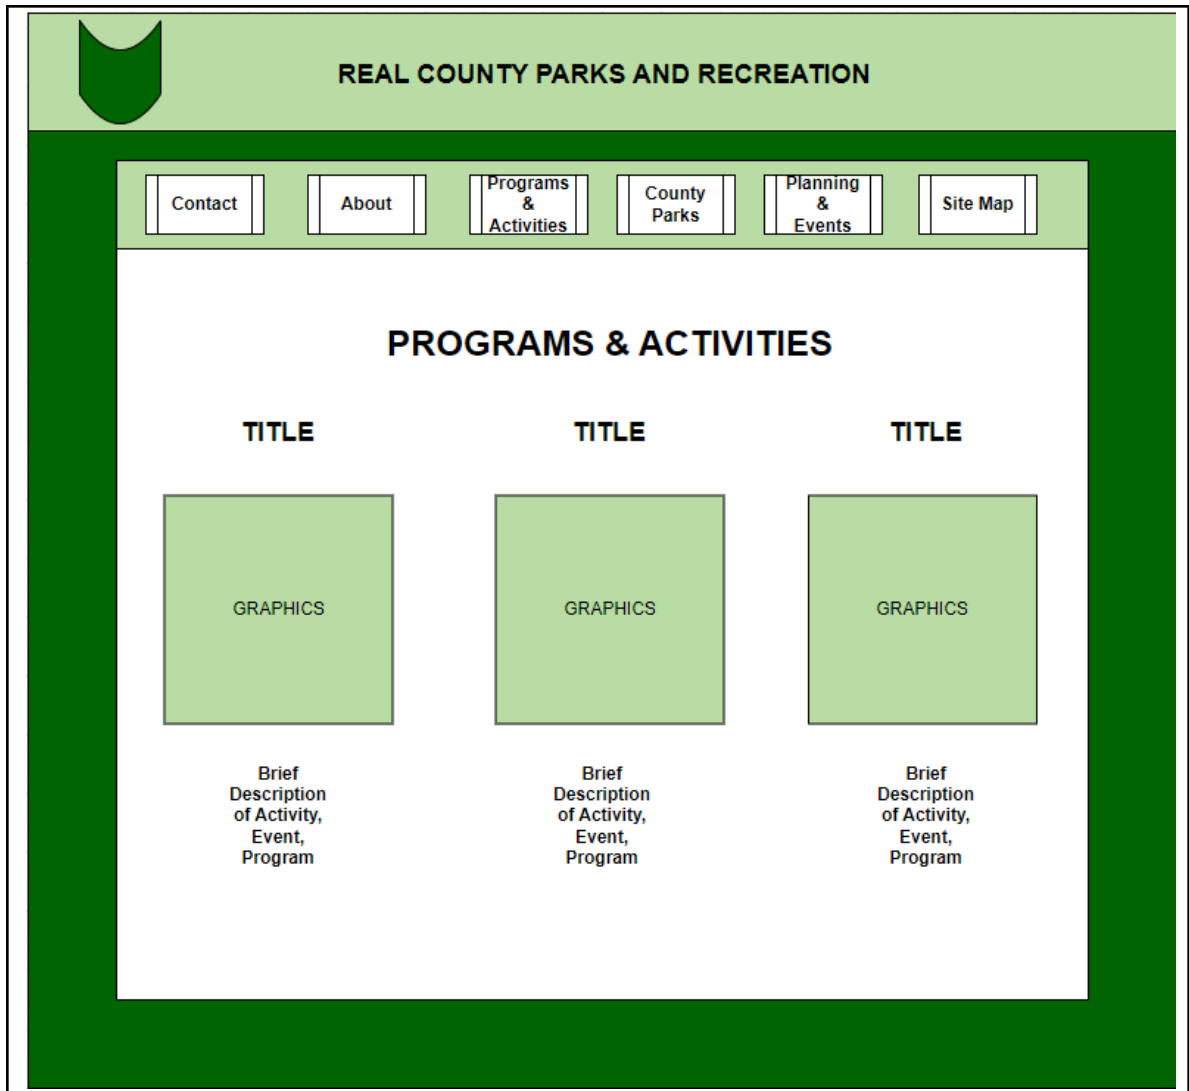 REAL COUNTY PARKS AND RECREATION
Contact
About
Programs
&
Activities
County
Parks
Planning
&
Events
Site Map
PROGRAMS & ACTIVITIES
TITLE
TITLE
TITLE
GRAPHICS
GRAPHICS
GRAPHICS
Brief
Description
of Activity,
Event,
Program
Brief
Description
of Activity,
Event,
Program
Brief
Description
of Activity,
Event,
Program